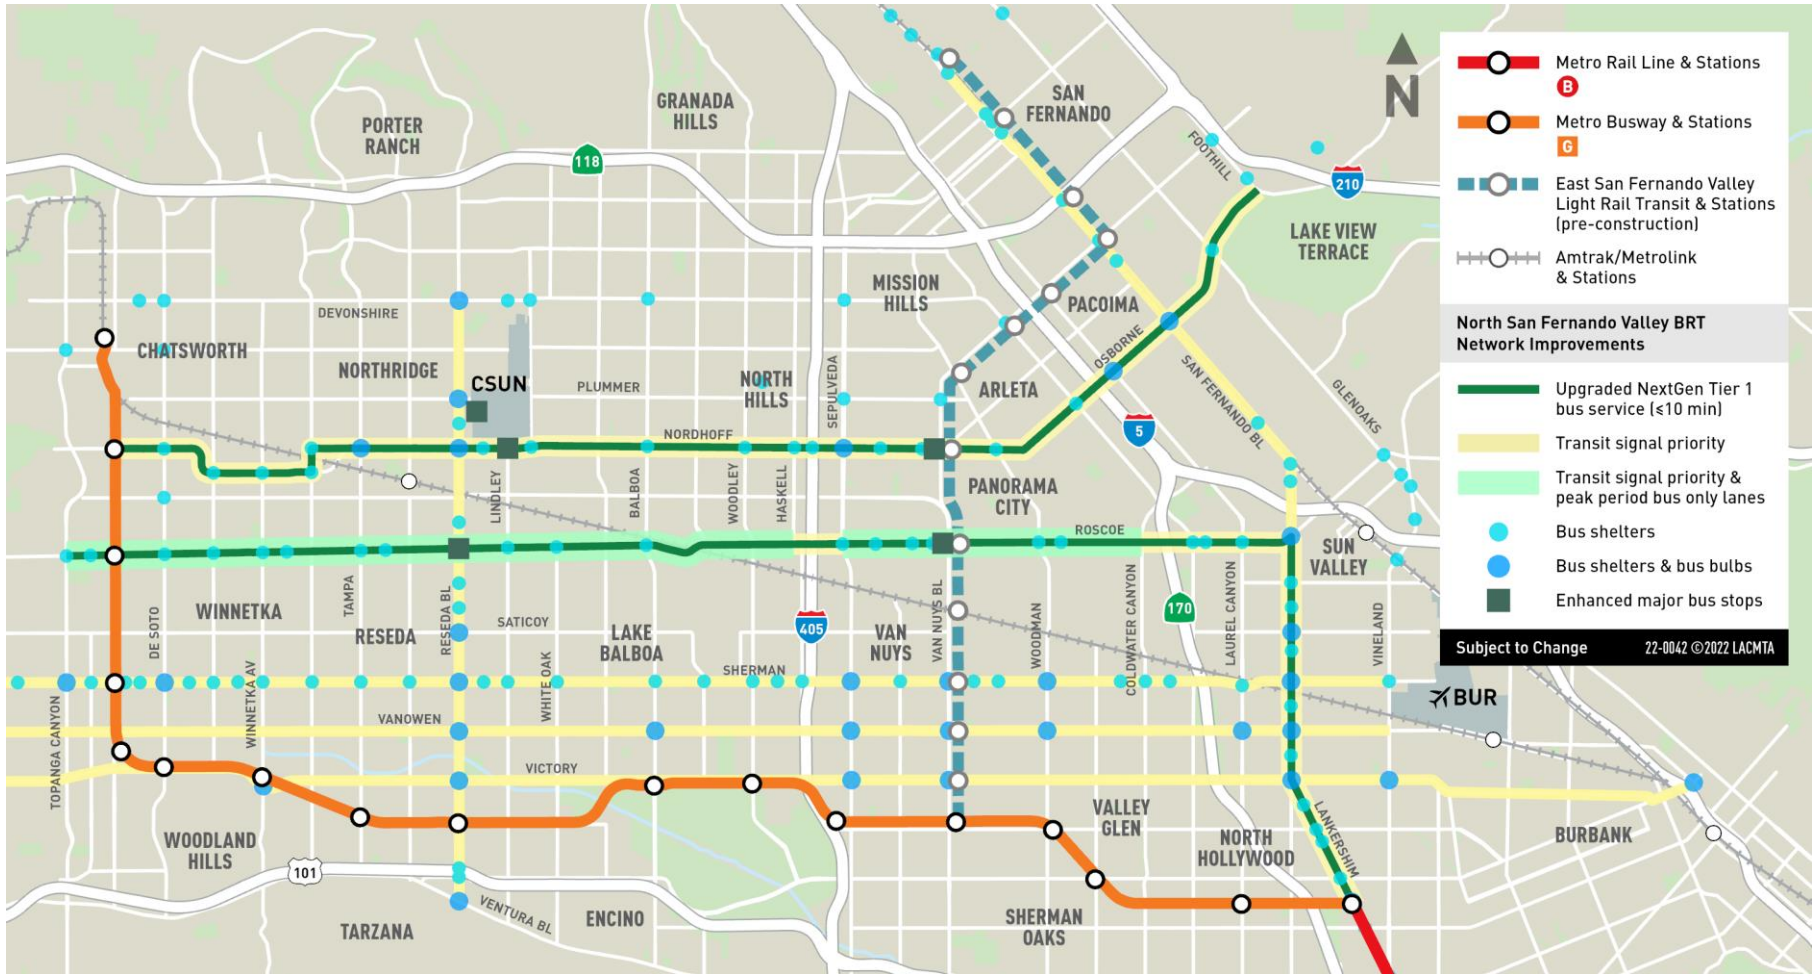 GRANADA
HILLS
PORTER
RANCH
118
SAN
FERNANDO
FOOTHILL
210
N
LAKE VIEW
TERRACE
MISSION
HILLS
PACOIMA
DEVONSHIRE
CHATSWORTH
NORTHRIDGE
CSUN
PLUMMER
NORTH
HILLS
SEPULVEDA
ARLETA
OSBORNE
SAN FERNANDO BL
GLENOAKS
5
NORDHOFF
LINDLEY
BALBOA
WOODLEY
HASKELL
PANORAMA
CITY
ROSCOE
SUN
VALLEY
WINNETKA
DE SOTO
TAMPA
RESEDA
RESEDA BL
SATICOY
LAKE
BALBOA
405
VAN
NUYS
VAN NUYS BL
WOODMAN
COLDWATER CANYON
170
LAUREL CANYON
VINELAND
SHERMAN
WHITE OAK
WINNETKA AV
TOPANGA CANYON
VANOWEN
VICTORY
BUR
WOODLAND
HILLS
101
TARZANA
VENTURA BL
ENCINO
SHERMAN
OAKS
VALLEY
GLEN
NORTH
HOLLYWOOD
LANKERSHIM
BURBANK
Metro Rail Line & Stations
B
Metro Busway & Stations
G
East San Fernando Valley
Light Rail Transit & Stations
(pre-construction)
Amtrak/Metrolink
& Stations
North San Fernando Valley BRT
Network Improvements
Upgraded NextGen Tier 1
bus service (≤10 min)
Transit signal priority
Transit signal priority &
peak period bus only lanes
Bus shelters
Bus shelters & bus bulbs
Enhanced major bus stops
Subject to Change
22-0042 ©2022 LACMTA